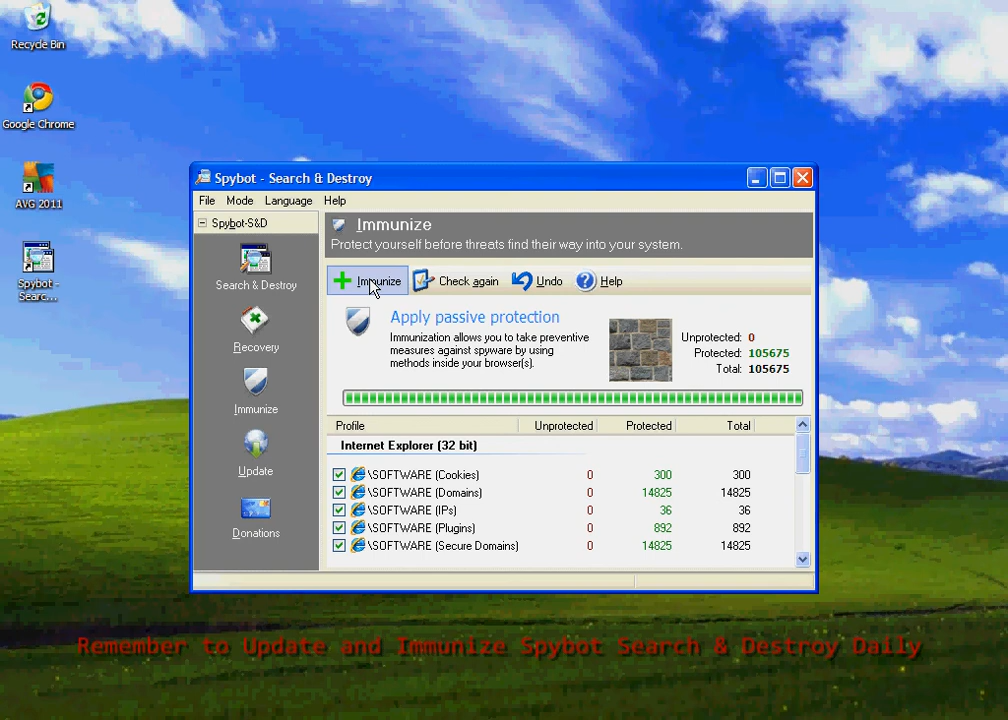 Recycle Bin
Google Chrome
AVG 2011
Spybot -
Searc...
Spybot - Search & Destroy
File Mode Language Help
Spybot-S&D
Search & Destroy
Recovery
Immunize
Update
Donations
Immunize
Protect yourself before threats find their way into your system.
Immunize Check again Undo Help
Apply passive protection
Immunization allows you to take preventive
measures against spyware by using
methods inside your browser(s).
Unprotected: 0
Protected: 105675
Total: 105675
Profile Unprotected Protected Total
Internet Explorer (32 bit)
\SOFTWARE (Cookies) 0 300 300
\SOFTWARE (Domains) 0 14825 14825
\SOFTWARE (IPs) 0 36 36
\SOFTWARE (Plugins) 0 892 892
\SOFTWARE (Secure Domains) 0 14825 14825
Remember to Update and Immunize Spybot Search & Destroy Daily